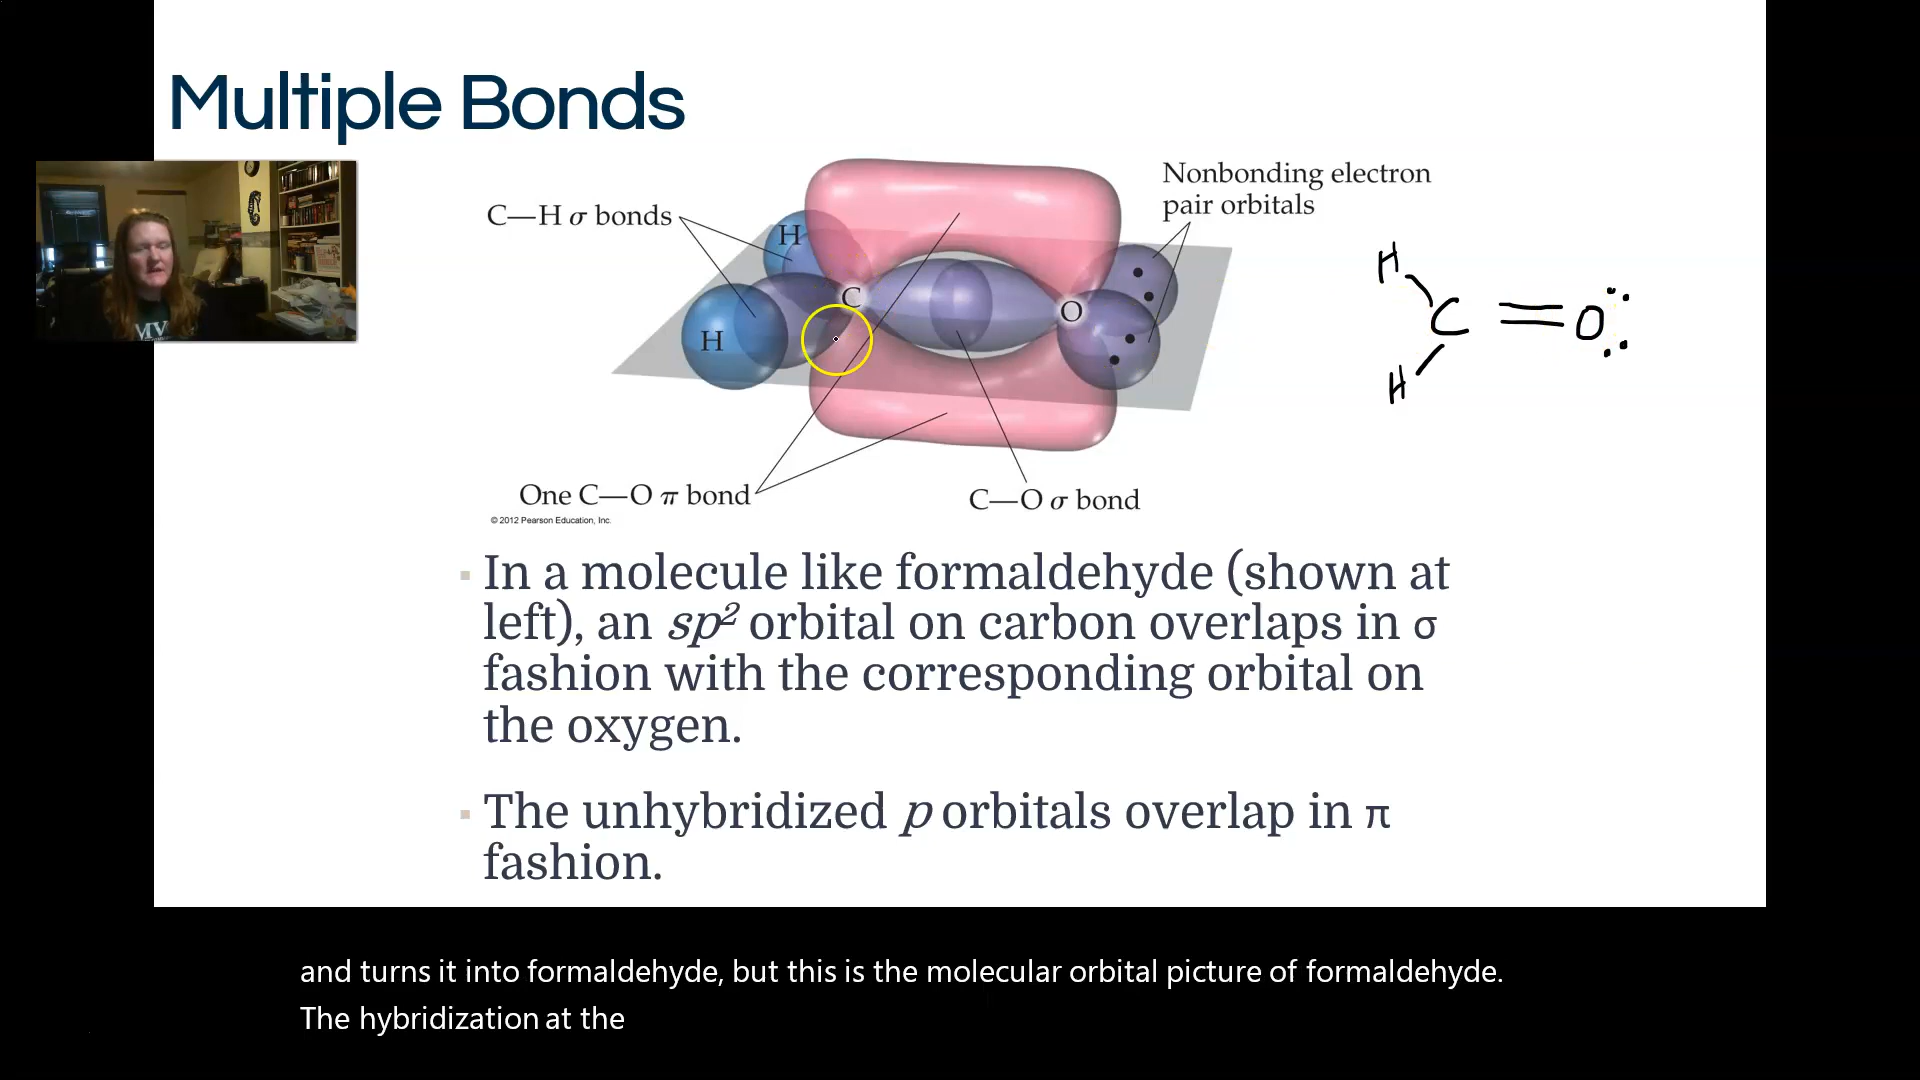 Multiple Bonds
MV
C—H σ bonds
Nonbonding electron
pair orbitals
H
H
C
O
H
C = O
H
One C—O π bond
C—O σ bond
© 2012 Pearson Education, Inc.
▪ In a molecule like formaldehyde (shown at
left), an sp² orbital on carbon overlaps in σ
fashion with the corresponding orbital on
the oxygen.
▪ The unhybridized p orbitals overlap in π
fashion.
and turns it into formaldehyde, but this is the molecular orbital picture of formaldehyde.
The hybridization at the